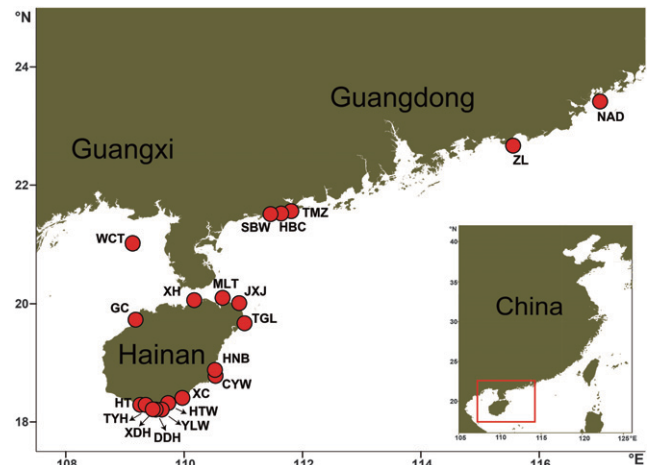 °N
24
Guangdong
NAD
ZL
Guangxi
22
TMZ
SBW
HBC
WCT
°N
40
35
China
30
25
20
105
110
115
120
MLT
JXJ
XH
20
GC
TGL
Hainan
HNB
CYW
XC
HT
HTW
TYH
YLW
XDH
DDH
18
108
110
112
114
116
°E